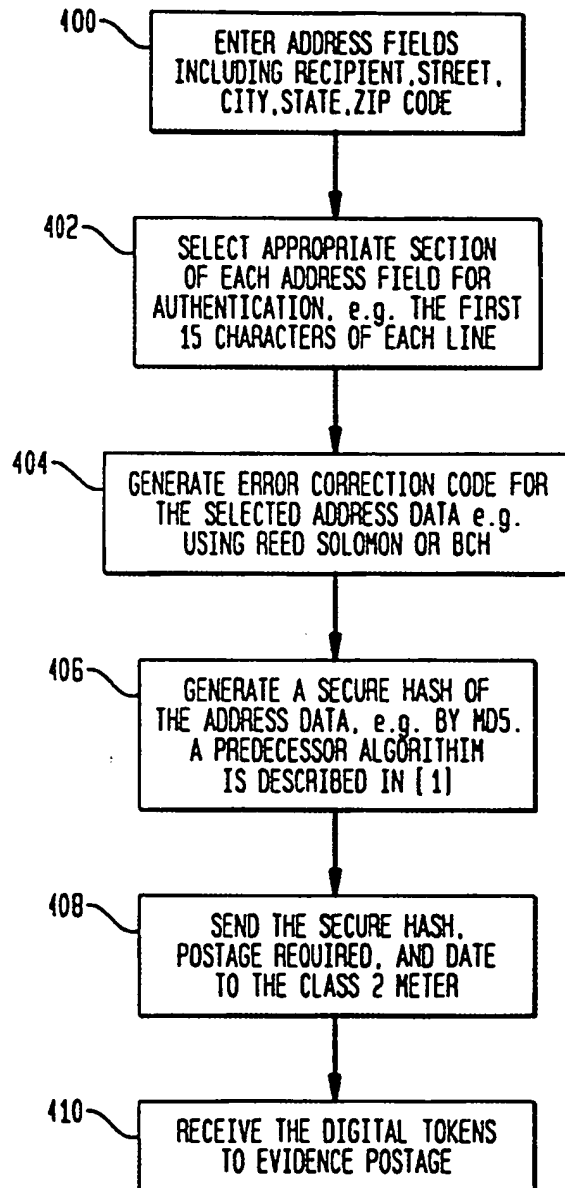 400
ENTER ADDRESS FIELDS
INCLUDING RECIPIENT,STREET,
CITY,STATE,ZIP CODE
402
SELECT APPROPRIATE SECTION
OF EACH ADDRESS FIELD FOR
AUTHENTICATION, e.g. THE FIRST
15 CHARACTERS OF EACH LINE
404
GENERATE ERROR CORRECTION CODE FOR
THE SELECTED ADDRESS DATA e.g.
USING REED SOLOMON OR BCH
406
GENERATE A SECURE HASH OF
THE ADDRESS DATA, e.g. BY MD5.
A PREDECESSOR ALGORITHIM
IS DESCRIBED IN [1]
408
SEND THE SECURE HASH,
POSTAGE REQUIRED, AND DATE
TO THE CLASS 2 METER
410
RECEIVE THE DIGITAL TOKENS
TO EVIDENCE POSTAGE